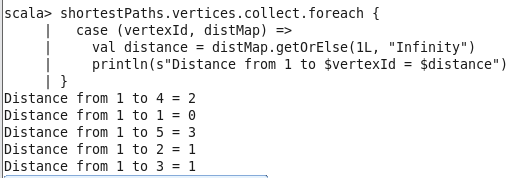 scala> shortestPaths.vertices.collect.foreach {
     |   case (vertexId, distMap) =>
     |     val distance = distMap.getOrElse(1L, "Infinity")
     |     println(s"Distance from 1 to $vertexId = $distance")
     | }
Distance from 1 to 4 = 2
Distance from 1 to 1 = 0
Distance from 1 to 5 = 3
Distance from 1 to 2 = 1
Distance from 1 to 3 = 1